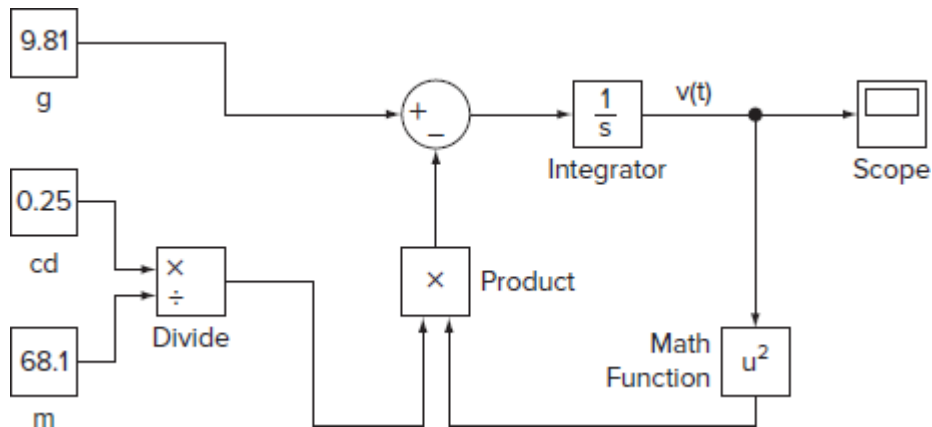 9.81
g
+
−
1
s
Integrator
v(t)
Scope
0.25
cd
×
÷
Divide
68.1
m
×
Product
Math
Function
u²